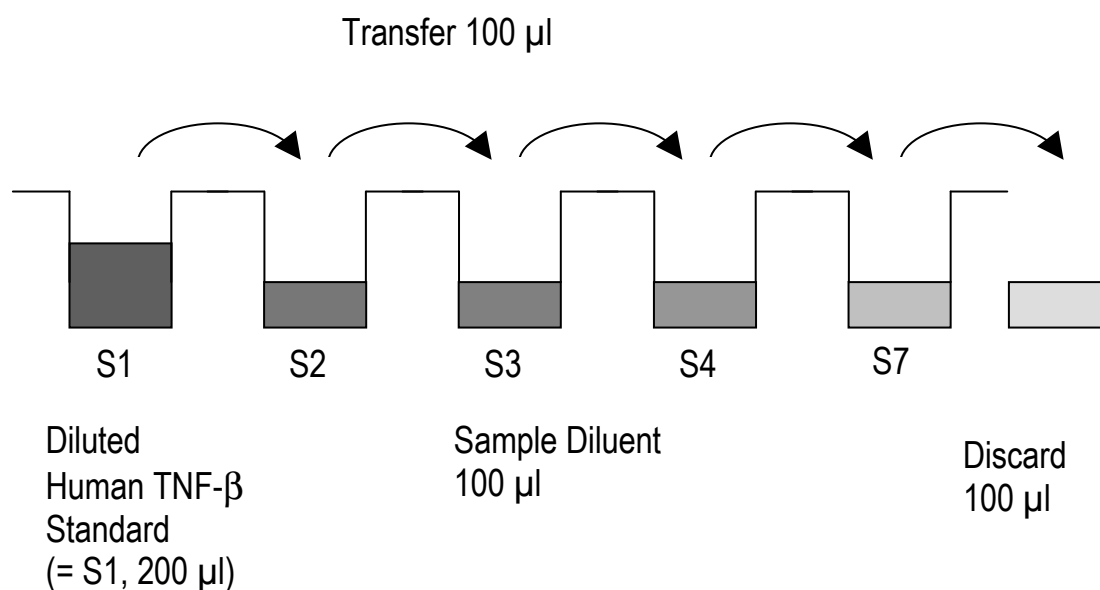 Transfer 100 µl
S1 S2 S3 S4 S7
Diluted
Human TNF-β
Standard
(= S1, 200 µl)
Sample Diluent
100 µl
Discard
100 µl